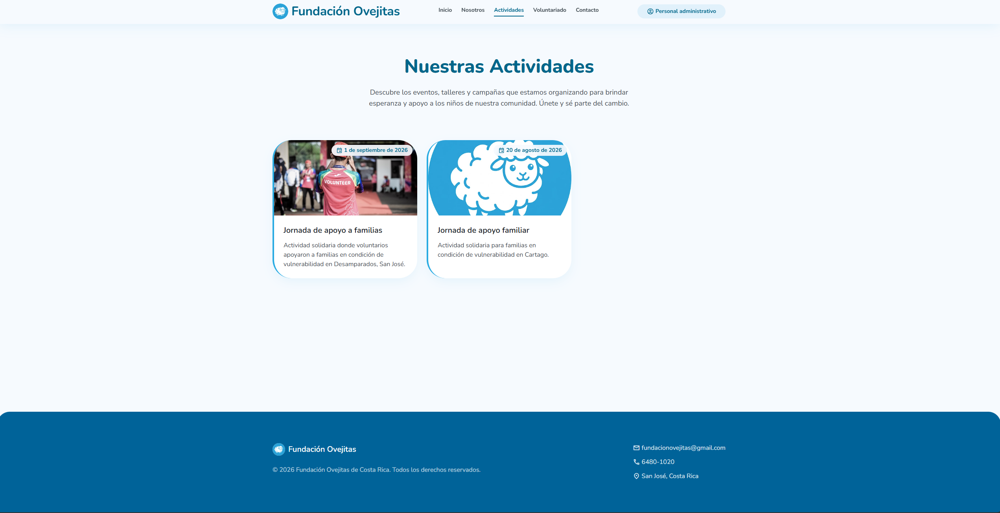 Fundación Ovejitas
Inicio
Nosotros
Actividades
Voluntariado
Contacto
Personal administrativo
Nuestras Actividades
Descubre los eventos, talleres y campañas que estamos organizando para brindar
esperanza y apoyo a los niños de nuestra comunidad. Únete y sé parte del cambio.
1 de septiembre de 2026
VOLUNTEER
Jornada de apoyo a familias
Actividad solidaria donde voluntarios
apoyaron a familias en condición de
vulnerabilidad en Desamparados, San José.
20 de agosto de 2026
Jornada de apoyo familiar
Actividad solidaria para familias en
condición de vulnerabilidad en Cartago.
Fundación Ovejitas
© 2026 Fundación Ovejitas de Costa Rica. Todos los derechos reservados.
fundacionovejitas@gmail.com
6480-1020
San José, Costa Rica